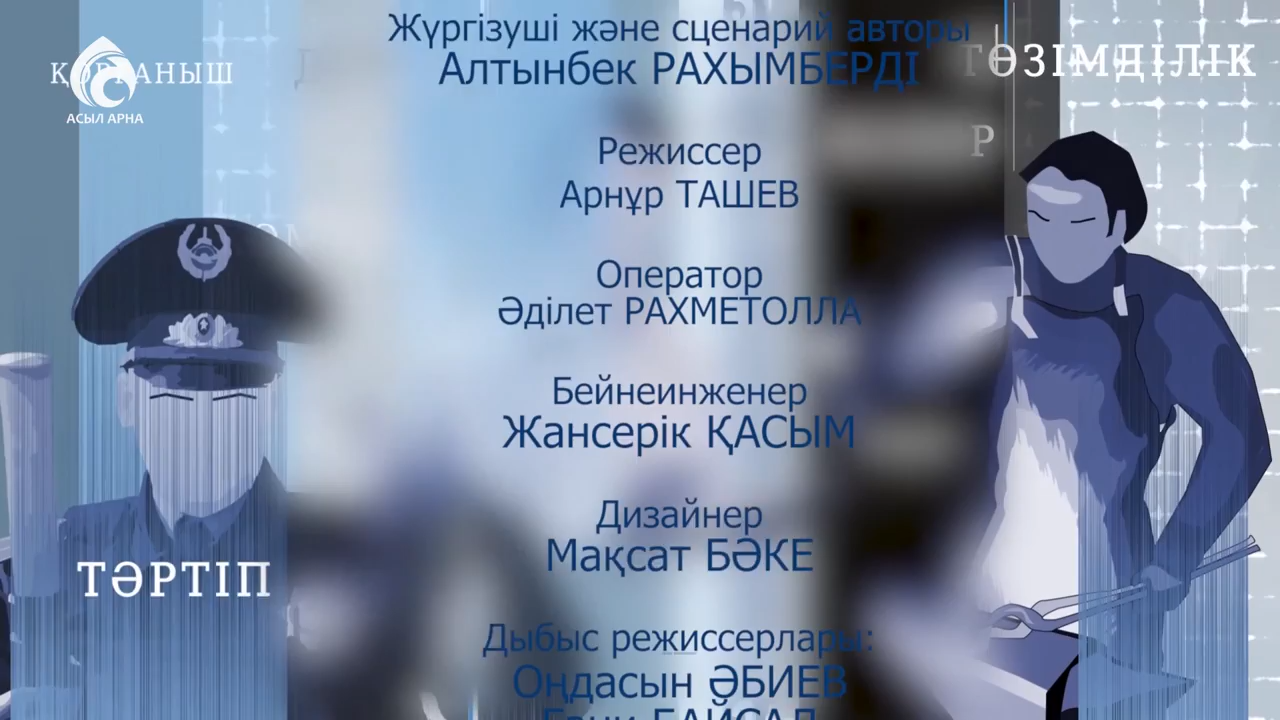 Жүргізуші және сценарий авторы
Алтынбек РАХЫМБЕРДІ
ТӨЗІМДІЛІК
ҚОРҒАНЫШ
АСЫЛ АРНА
Р
Режиссер
Арнұр ТАШЕВ
Оператор
Әділет РАХМЕТОЛЛА
Бейнеинженер
Жансерік ҚАСЫМ
Дизайнер
Мақсат БӘКЕ
ТӘРТІП
Дыбыс режиссерлары:
Оңдасын ӘБИЕВ